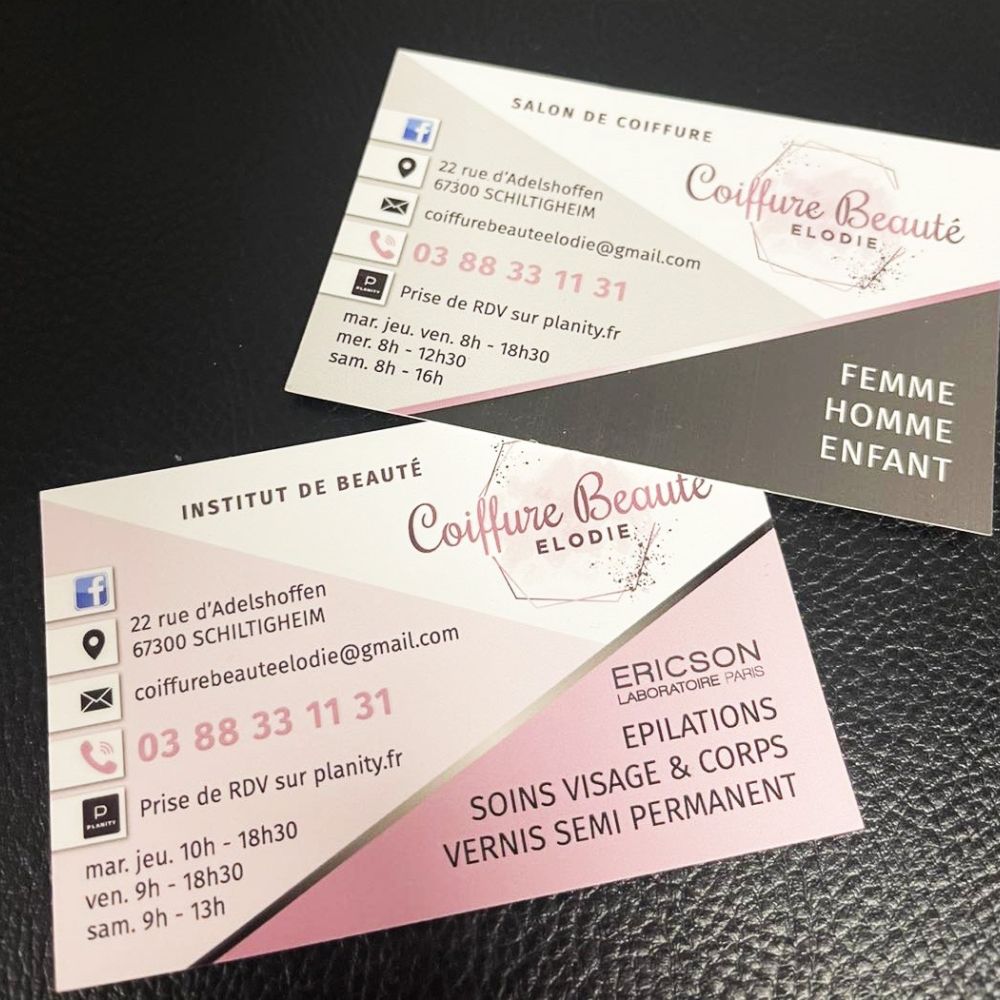 SALON DE COIFFURE
Coiffure Beauté
ELODIE
22 rue d'Adelshoffen
67300 SCHILTIGHEIM
coiffurebeauteelodie@gmail.com
03 88 33 11 31
P
PLANITY
Prise de RDV sur planity.fr
mar. jeu. ven. 8h - 18h30
mer. 8h - 12h30
sam. 8h - 16h
FEMME
HOMME
ENFANT
INSTITUT DE BEAUTÉ
Coiffure Beauté
ELODIE
22 rue d'Adelshoffen
67300 SCHILTIGHEIM
coiffurebeauteelodie@gmail.com
03 88 33 11 31
P
PLANITY
Prise de RDV sur planity.fr
mar. jeu. 10h - 18h30
ven. 9h - 18h30
sam. 9h - 13h
ERICSON
LABORATOIRE PARIS
EPILATIONS
SOINS VISAGE & CORPS
VERNIS SEMI PERMANENT